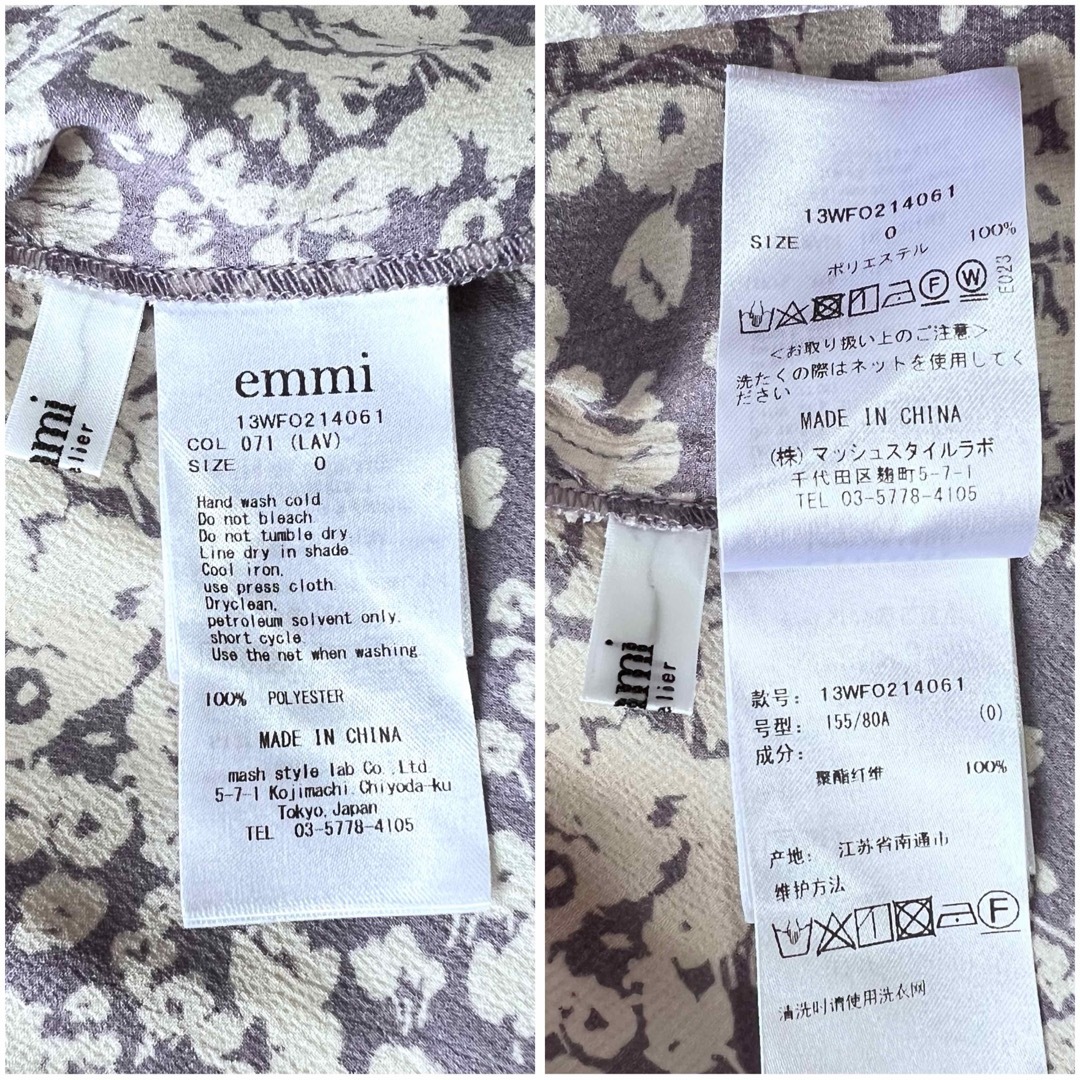 emmi
13WFO214061
COL 071 (LAV)
SIZE 0
Hand wash cold.
Do not bleach.
Do not tumble dry.
Line dry in shade.
Cool iron,
use press cloth.
Dryclean,
petroleum solvent only.
short cycle.
Use the net when washing.
100% POLYESTER
MADE IN CHINA
mash style lab Co., Ltd.
5-7-1 Kojimachi, Chiyoda-ku
Tokyo, Japan
TEL 03-5778-4105
mmi
elier
13WFO214061
SIZE 0
ポリエステル 100%
F W
E023
<お取り扱い上のご注意>
洗たくの際はネットを使用してく
ださい
MADE IN CHINA
(株) マッシュスタイルラボ
千代田区麹町5-7-1
TEL 03-5778-4105
mmi
elier
款号: 13WFO214061
号型: 155/80A (0)
成分:
聚酯纤维 100%
产地: 江苏省南通市
维护方法
F
清洗时请使用洗衣网